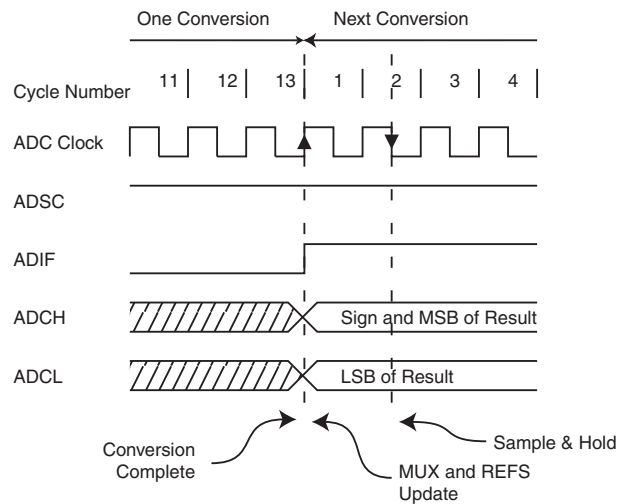 One Conversion Next Conversion
Cycle Number 11 12 13 1 2 3 4
ADC Clock
ADSC
ADIF
ADCH Sign and MSB of Result
ADCL LSB of Result
Conversion
Complete
MUX and REFS
Update
Sample & Hold